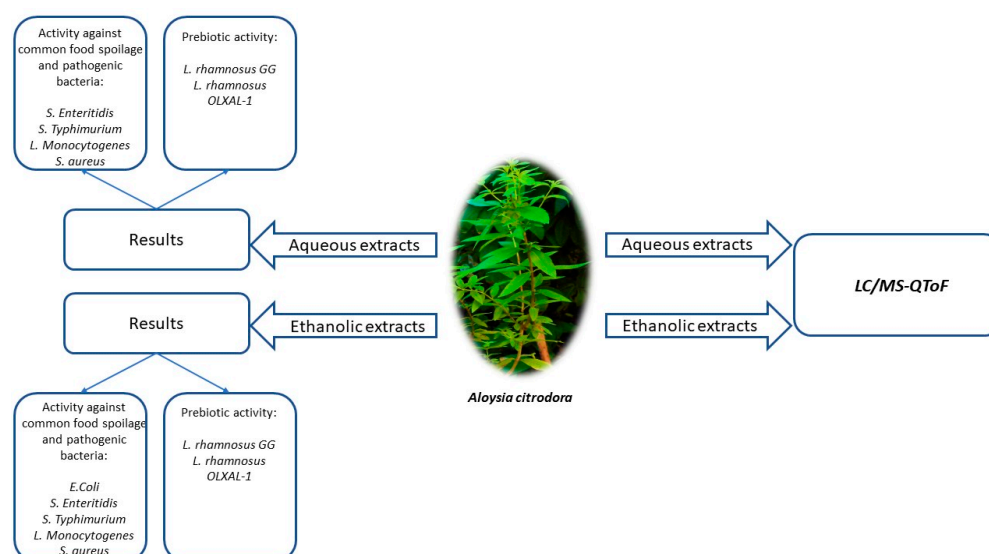 Activity against
common food spoilage
and pathogenic
bacteria:
S. Enteritidis
S. Typhimurium
L. Monocytogenes
S. aureus
Prebiotic activity:
L. rhamnosus GG
L. rhamnosus
OLXAL-1
Results
Aqueous extracts
Aqueous extracts
LC/MS-QToF
Results
Ethanolic extracts
Ethanolic extracts
Aloysia citrodora
Activity against
common food spoilage
and pathogenic
bacteria:
E.Coli
S. Enteritidis
S. Typhimurium
L. Monocytogenes
S. aureus
Prebiotic activity:
L. rhamnosus GG
L. rhamnosus
OLXAL-1